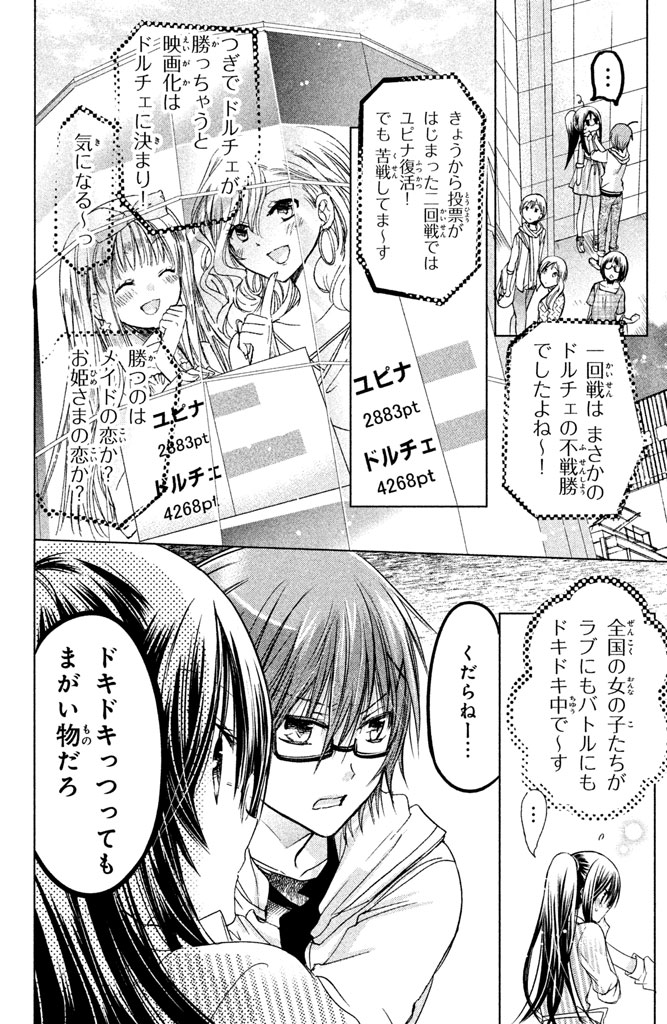 …
一回戦は まさかの
ドルチェの不戦勝
でしたよね〜！
きょうから投票が
はじまった二回戦では
ユピナ復活！
でも 苦戦してま〜す
ユピナ
2883pt
ドルチェ
4268pt
つぎで ドルチェが
勝っちゃうと
映画化は
ドルチェに決まり！
気になる〜っ
ユピナ
2883pt
ドルチェ
4268pt
勝つのは
メイドの恋か？
お姫さまの恋か？
全国の女の子たちが
ラブにもバトルにも
ドキドキ中で〜す
…
くだらねー…
ドキドキっつっても
まがい物だろ